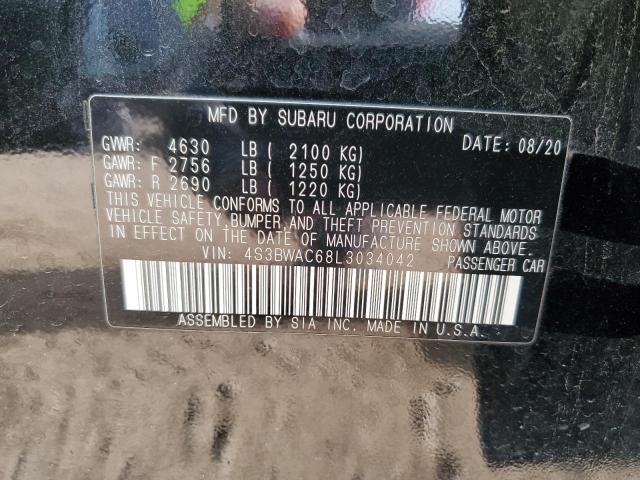 MFD BY SUBARU CORPORATION DATE: 08/20
GVWR: 4630 LB ( 2100 KG)
GAWR: F 2756 LB ( 1250 KG)
GAWR: R 2690 LB ( 1220 KG)
THIS VEHICLE CONFORMS TO ALL APPLICABLE FEDERAL MOTOR
VEHICLE SAFETY, BUMPER, AND THEFT PREVENTION STANDARDS
IN EFFECT ON THE DATE OF MANUFACTURE SHOWN ABOVE.
VIN: 4S3BWAC68L3034042 PASSENGER CAR
ASSEMBLED BY SIA INC. MADE IN U.S.A.